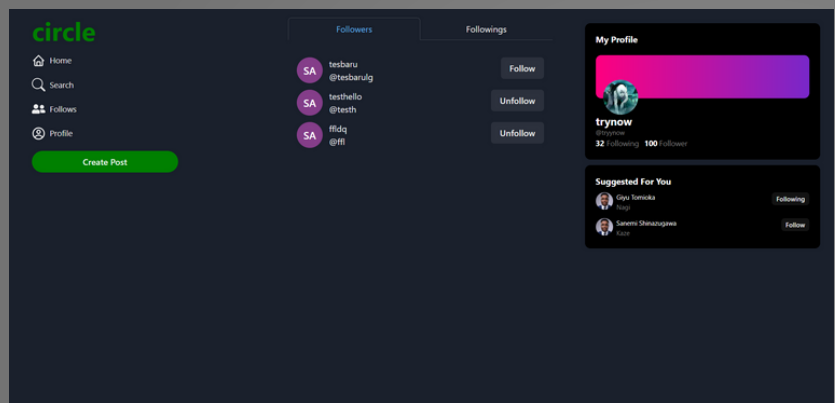 circle
Home
Search
Follows
Profile
Create Post
Followers
Followings
SA
tesbaru
@tesbarulg
Follow
SA
testhello
@testh
Unfollow
SA
ffldq
@ffl
Unfollow
My Profile
trynow
@tryynow
32 Following 100 Follower
Suggested For You
Giyu Tomioka
Nagi
Following
Sanemi Shinazugawa
Kaze
Follow